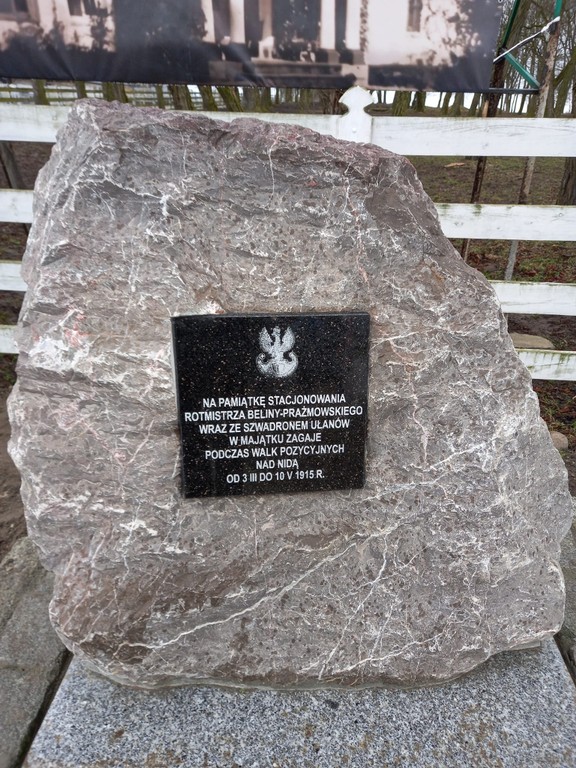 NA PAMIĄTKĘ STACJONOWANIA
ROTMISTRZA BELINY-PRAŻMOWSKIEGO
WRAZ ZE SZWADRONEM UŁANÓW
W MAJĄTKU ZAGAJE
PODCZAS WALK POZYCYJNYCH
NAD NIDĄ
OD 3 III DO 10 V 1915 R.